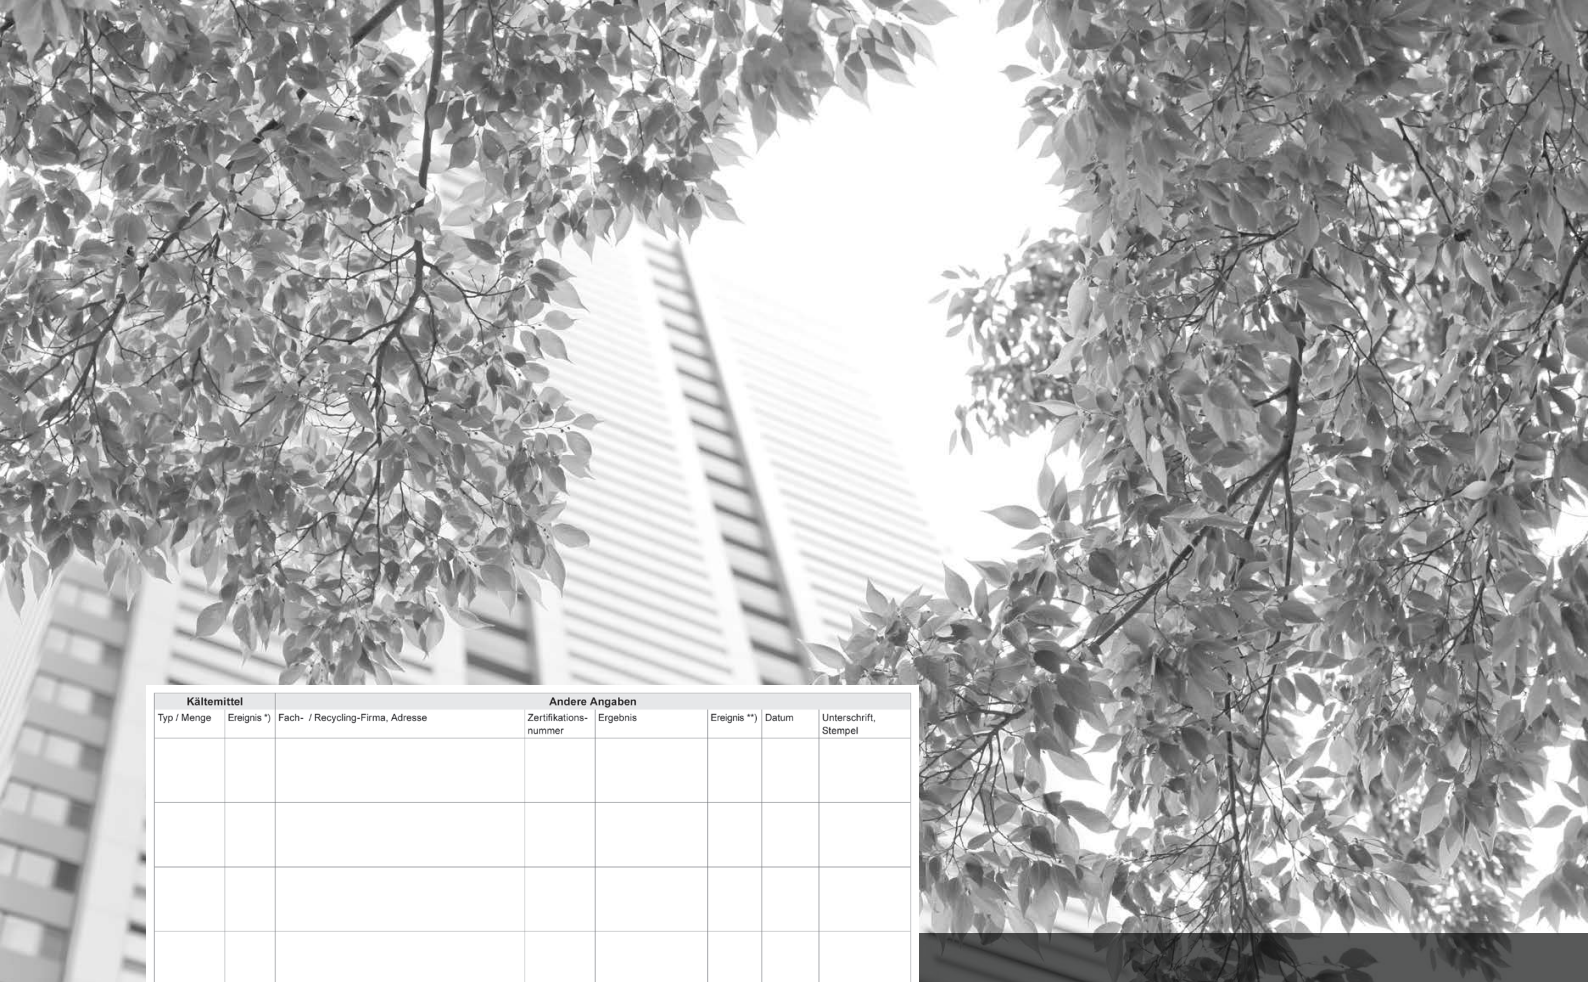 Kältemittel Andere Angaben
Typ / Menge Ereignis *) Fach- / Recycling-Firma, Adresse Zertifikations- Ergebnis Ereignis **) Datum Unterschrift,
nummer Stempel